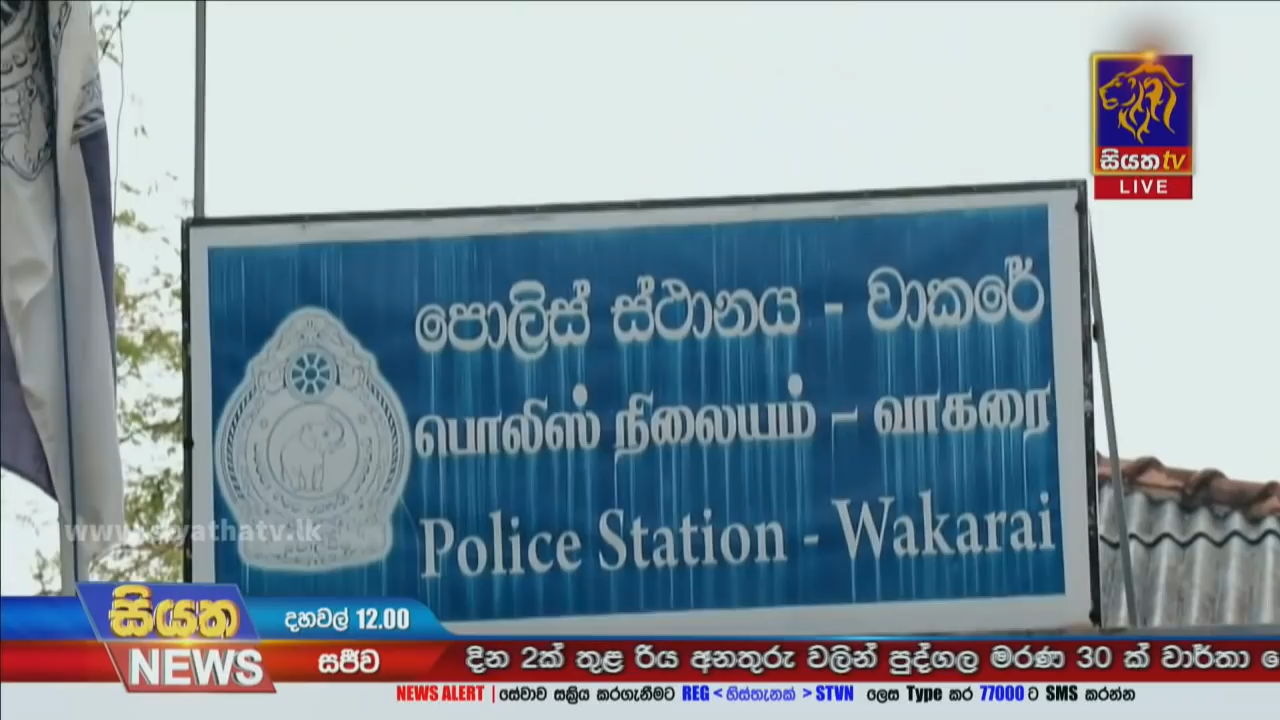 සියත tv
LIVE
පොලිස් ස්ථානය - වාකරේ
பொலிஸ் நிலையம் - வாகரை
Police Station - Wakarai
www.siyathatv.lk
සියත
NEWS
දහවල් 12.00
සජීව
දින 2ක් තුළ රිය අනතුරු වලින් පුද්ගල මරණ 30 ක් වාර්තා
NEWS ALERT | සේවාව සක්‍රිය කරගැනීමට REG < හිස්තැනක් > STVN ලෙස Type කර 77000 ට SMS කරන්න